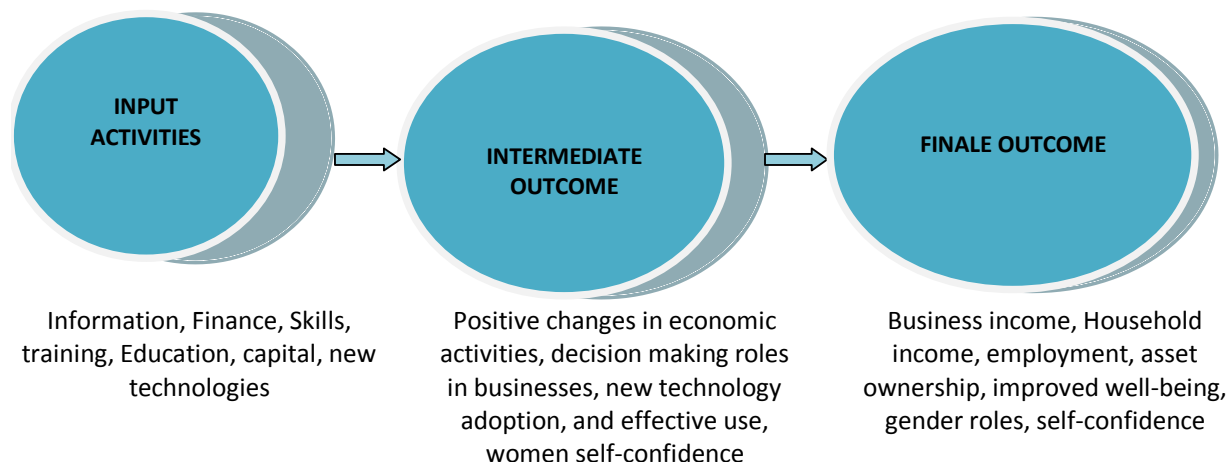 INPUT
ACTIVITIES
INTERMEDIATE
OUTCOME
FINALE OUTCOME
Information, Finance, Skills,
training, Education, capital, new
technologies
Positive changes in economic
activities, decision making roles
in businesses, new technology
adoption, and effective use,
women self-confidence
Business income, Household
income, employment, asset
ownership, improved well-being,
gender roles, self-confidence